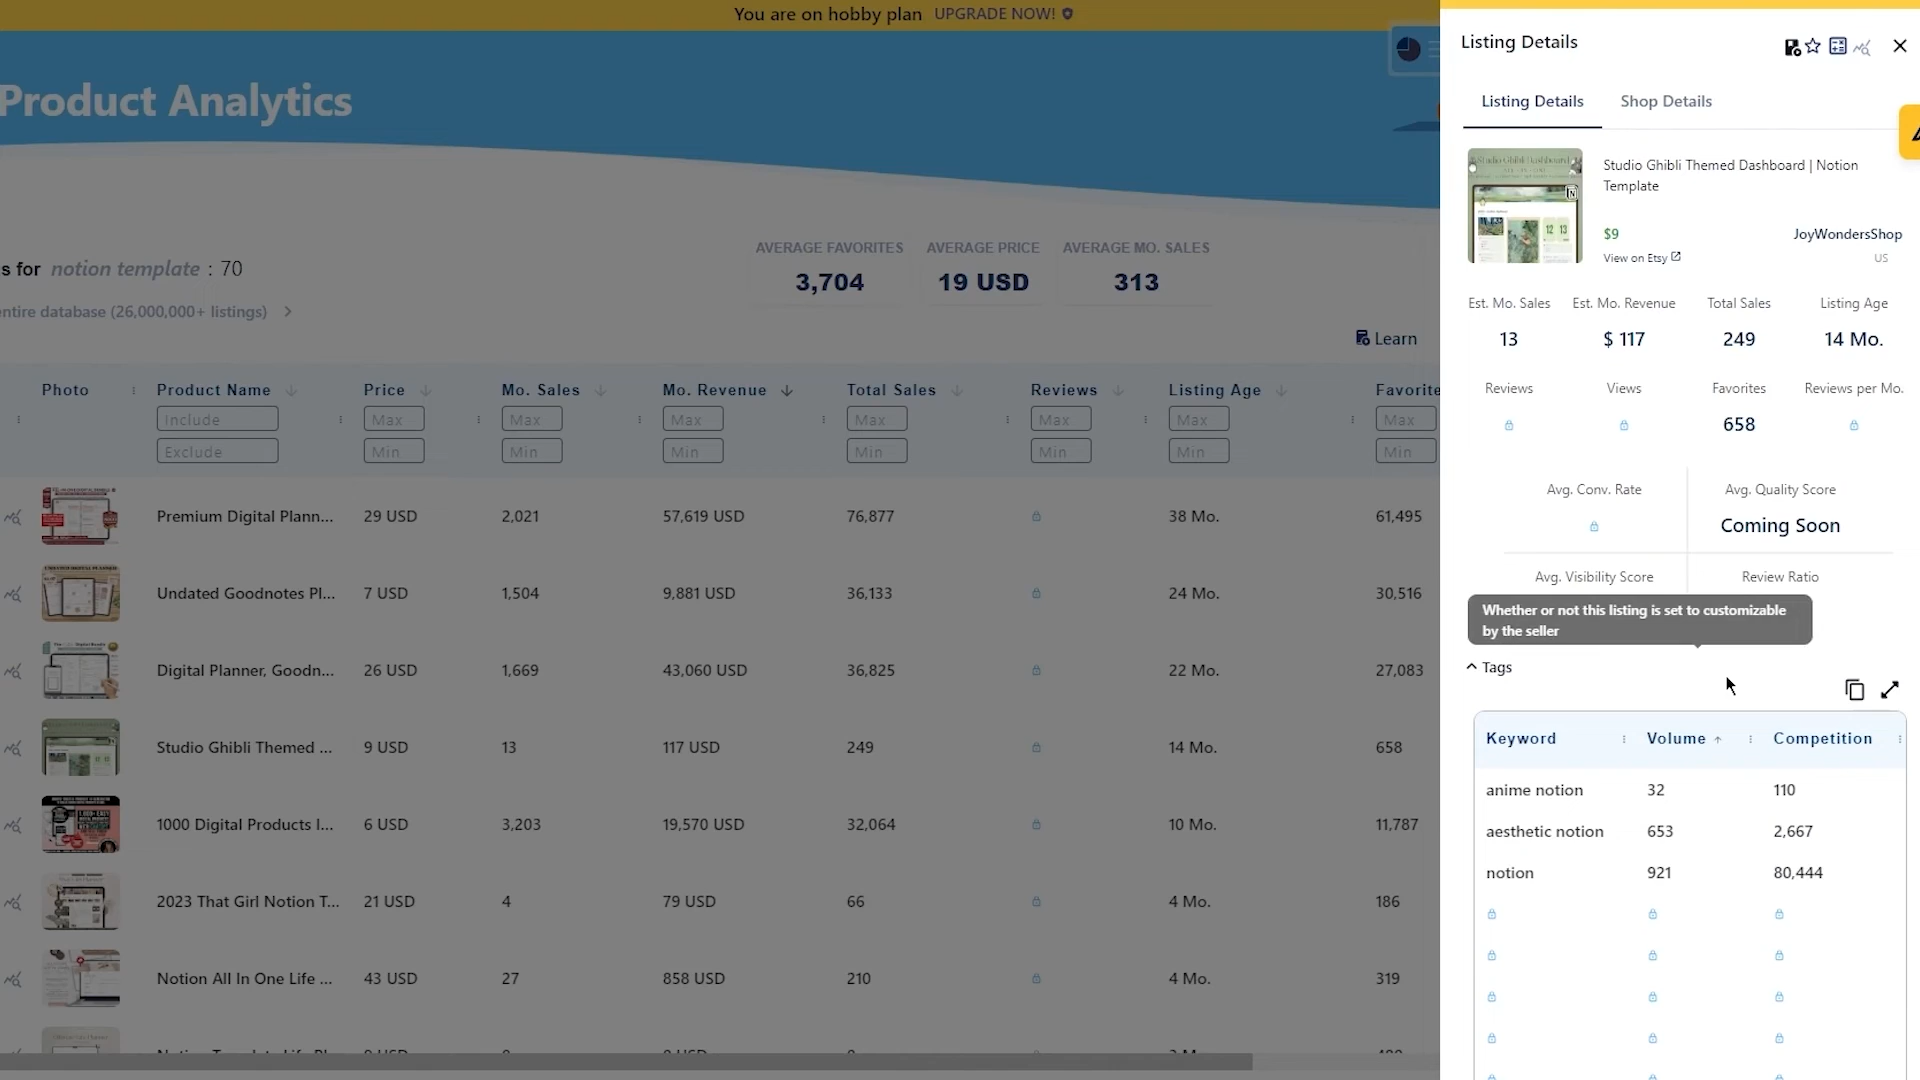 You are on hobby plan UPGRADE NOW!
Product Analytics
s for notion template : 70
entire database (26,000,000+ listings)
AVERAGE FAVORITES AVERAGE PRICE AVERAGE MO. SALES
3,704 19 USD 313
Learn
Photo Product Name Price Mo. Sales Mo. Revenue Total Sales Reviews Listing Age Favorite
Include Max Max Max Max Max Max Max
Exclude Min Min Min Min Min Min Min
Premium Digital Plann... 29 USD 2,021 57,619 USD 76,877 38 Mo. 61,495
Undated Goodnotes Pl... 7 USD 1,504 9,881 USD 36,133 24 Mo. 30,516
Digital Planner, Goodn... 26 USD 1,669 43,060 USD 36,825 22 Mo. 27,083
Studio Ghibli Themed ... 9 USD 13 117 USD 249 14 Mo. 658
1000 Digital Products I... 6 USD 3,203 19,570 USD 32,064 10 Mo. 11,787
2023 That Girl Notion T... 21 USD 4 79 USD 66 4 Mo. 186
Notion All In One Life ... 43 USD 27 858 USD 210 4 Mo. 319
Listing Details
Listing Details Shop Details
Studio Ghibli Dashboard
Studio Ghibli Themed Dashboard | Notion
Template
$9 JoyWondersShop
View on Etsy US
Est. Mo. Sales Est. Mo. Revenue Total Sales Listing Age
13 $ 117 249 14 Mo.
Reviews Views Favorites Reviews per Mo.
658
Avg. Conv. Rate Avg. Quality Score
Coming Soon
Avg. Visibility Score Review Ratio
Whether or not this listing is set to customizable
by the seller
Tags
Keyword Volume Competition
anime notion 32 110
aesthetic notion 653 2,667
notion 921 80,444